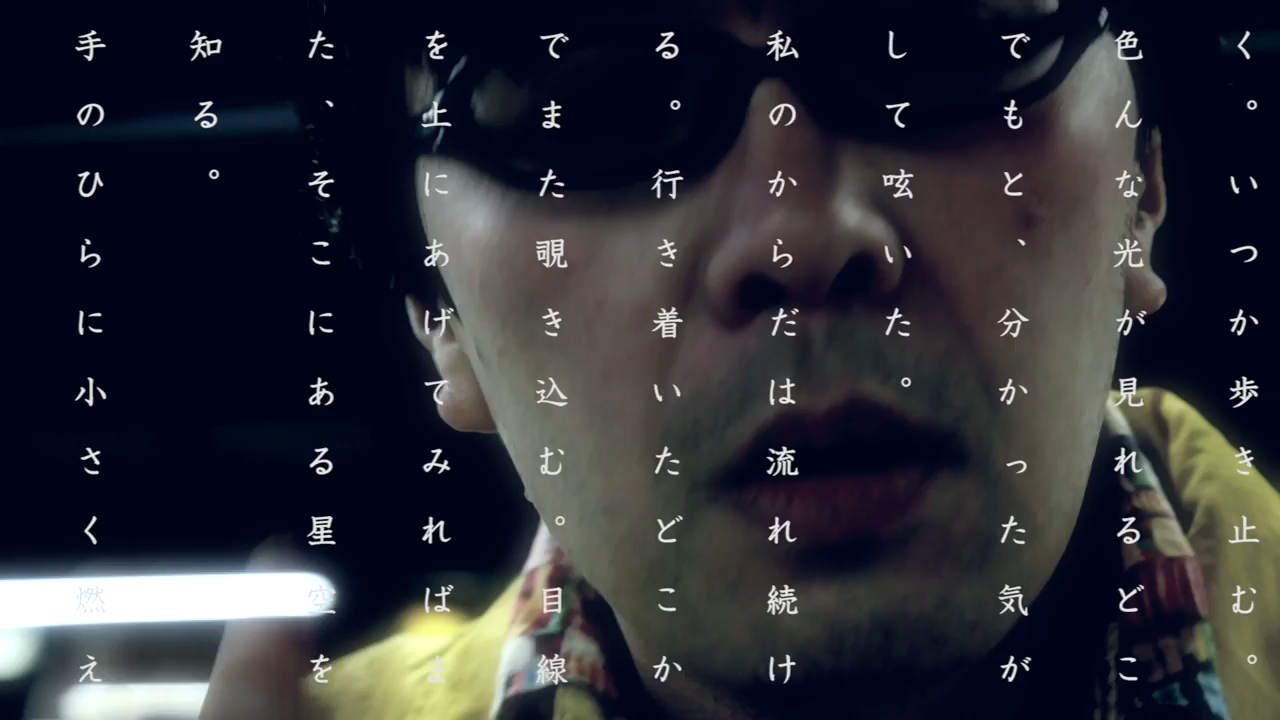 く。いつか歩き止む。
色んな光が見れるどこ
でもと、分かった気が
して呟いた。
私のからだは流れ続け
る。行き着いたどこか
でまた覗き込む。目線
を上にあげてみればま
た、そこにある星空を
知る。
手のひらに小さく燃え